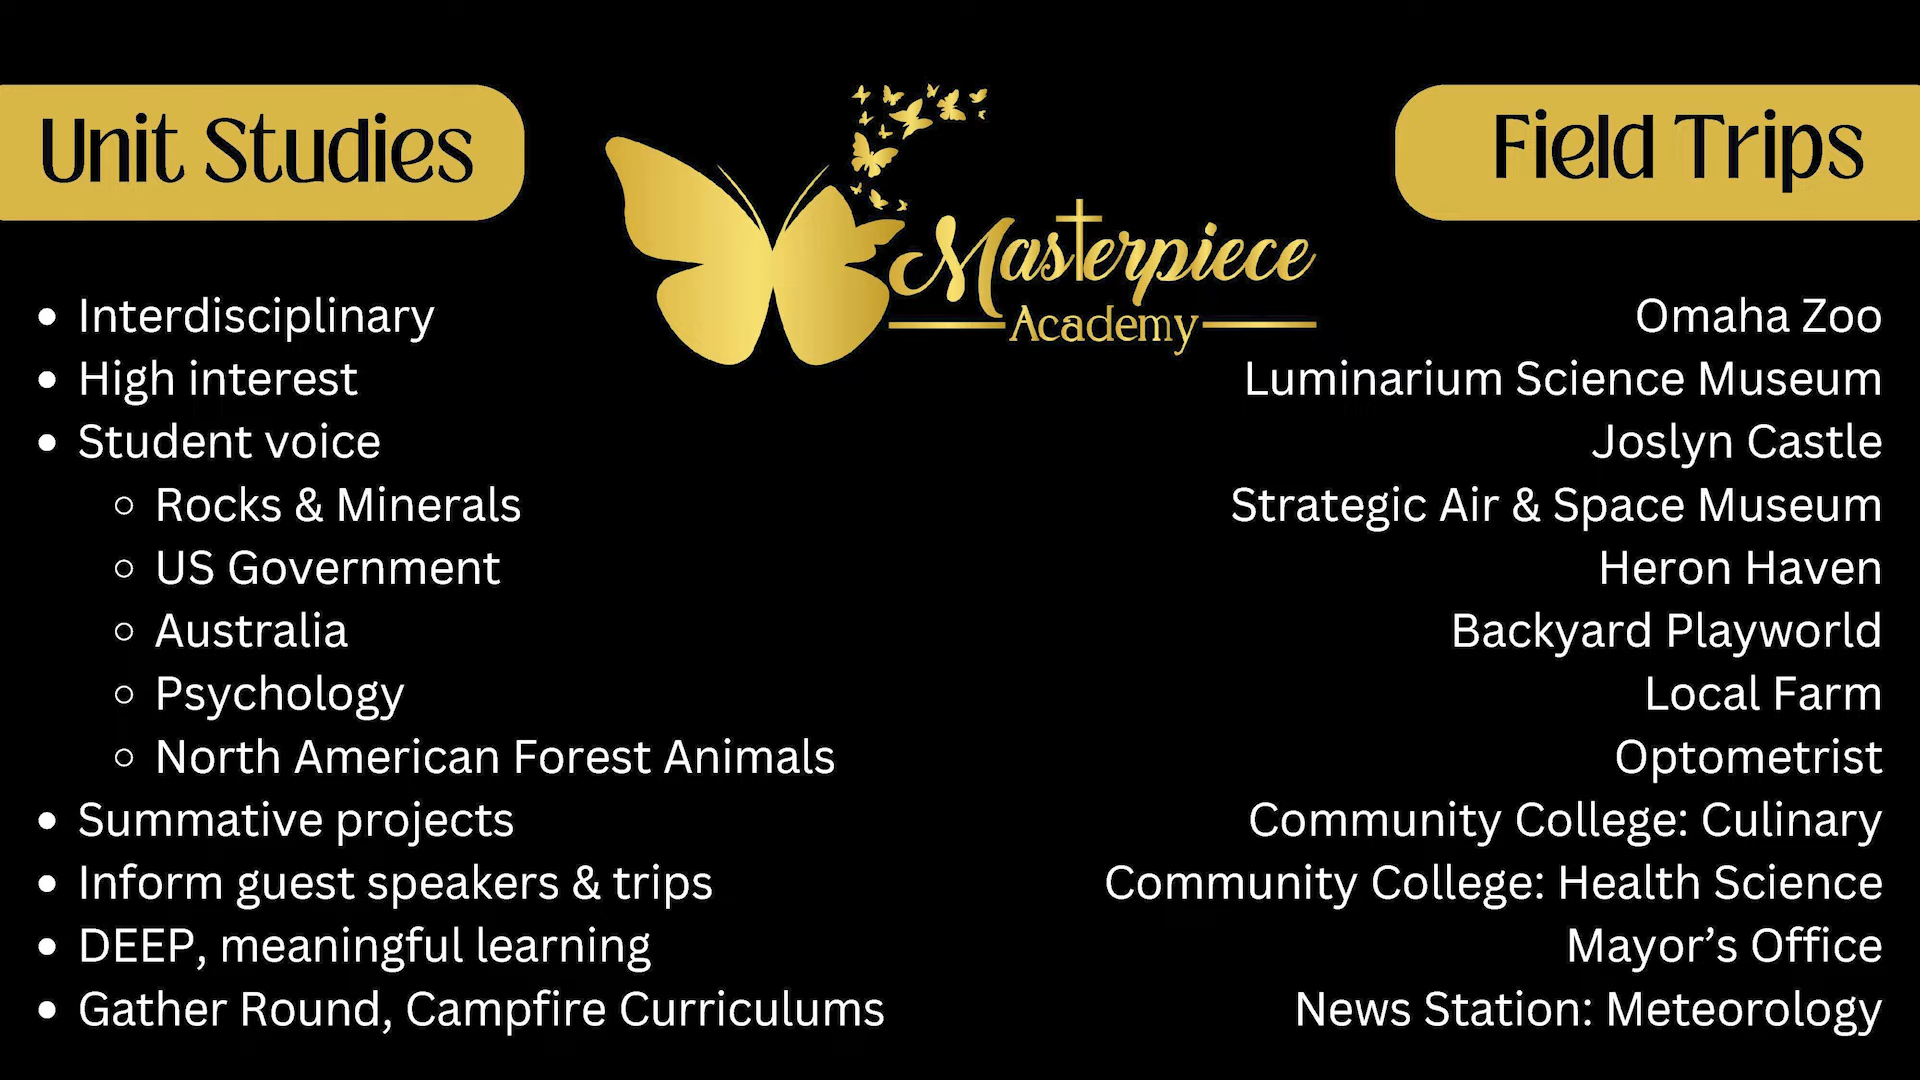 Unit Studies
• Interdisciplinary
• High interest
• Student voice
◦ Rocks & Minerals
◦ US Government
◦ Australia
◦ Psychology
◦ North American Forest Animals
• Summative projects
• Inform guest speakers & trips
• DEEP, meaningful learning
• Gather Round, Campfire Curriculums
Masterpiece
Academy
Field Trips
Omaha Zoo
Luminarium Science Museum
Joslyn Castle
Strategic Air & Space Museum
Heron Haven
Backyard Playworld
Local Farm
Optometrist
Community College: Culinary
Community College: Health Science
Mayor’s Office
News Station: Meteorology